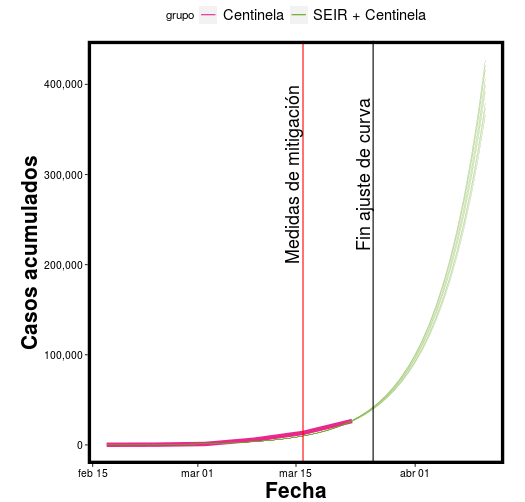 grupo Centinela SEIR + Centinela
Medidas de mitigación
Fin ajuste de curva
Casos acumulados
400,000
300,000
200,000
100,000
0
feb 15 mar 01 mar 15 abr 01
Fecha